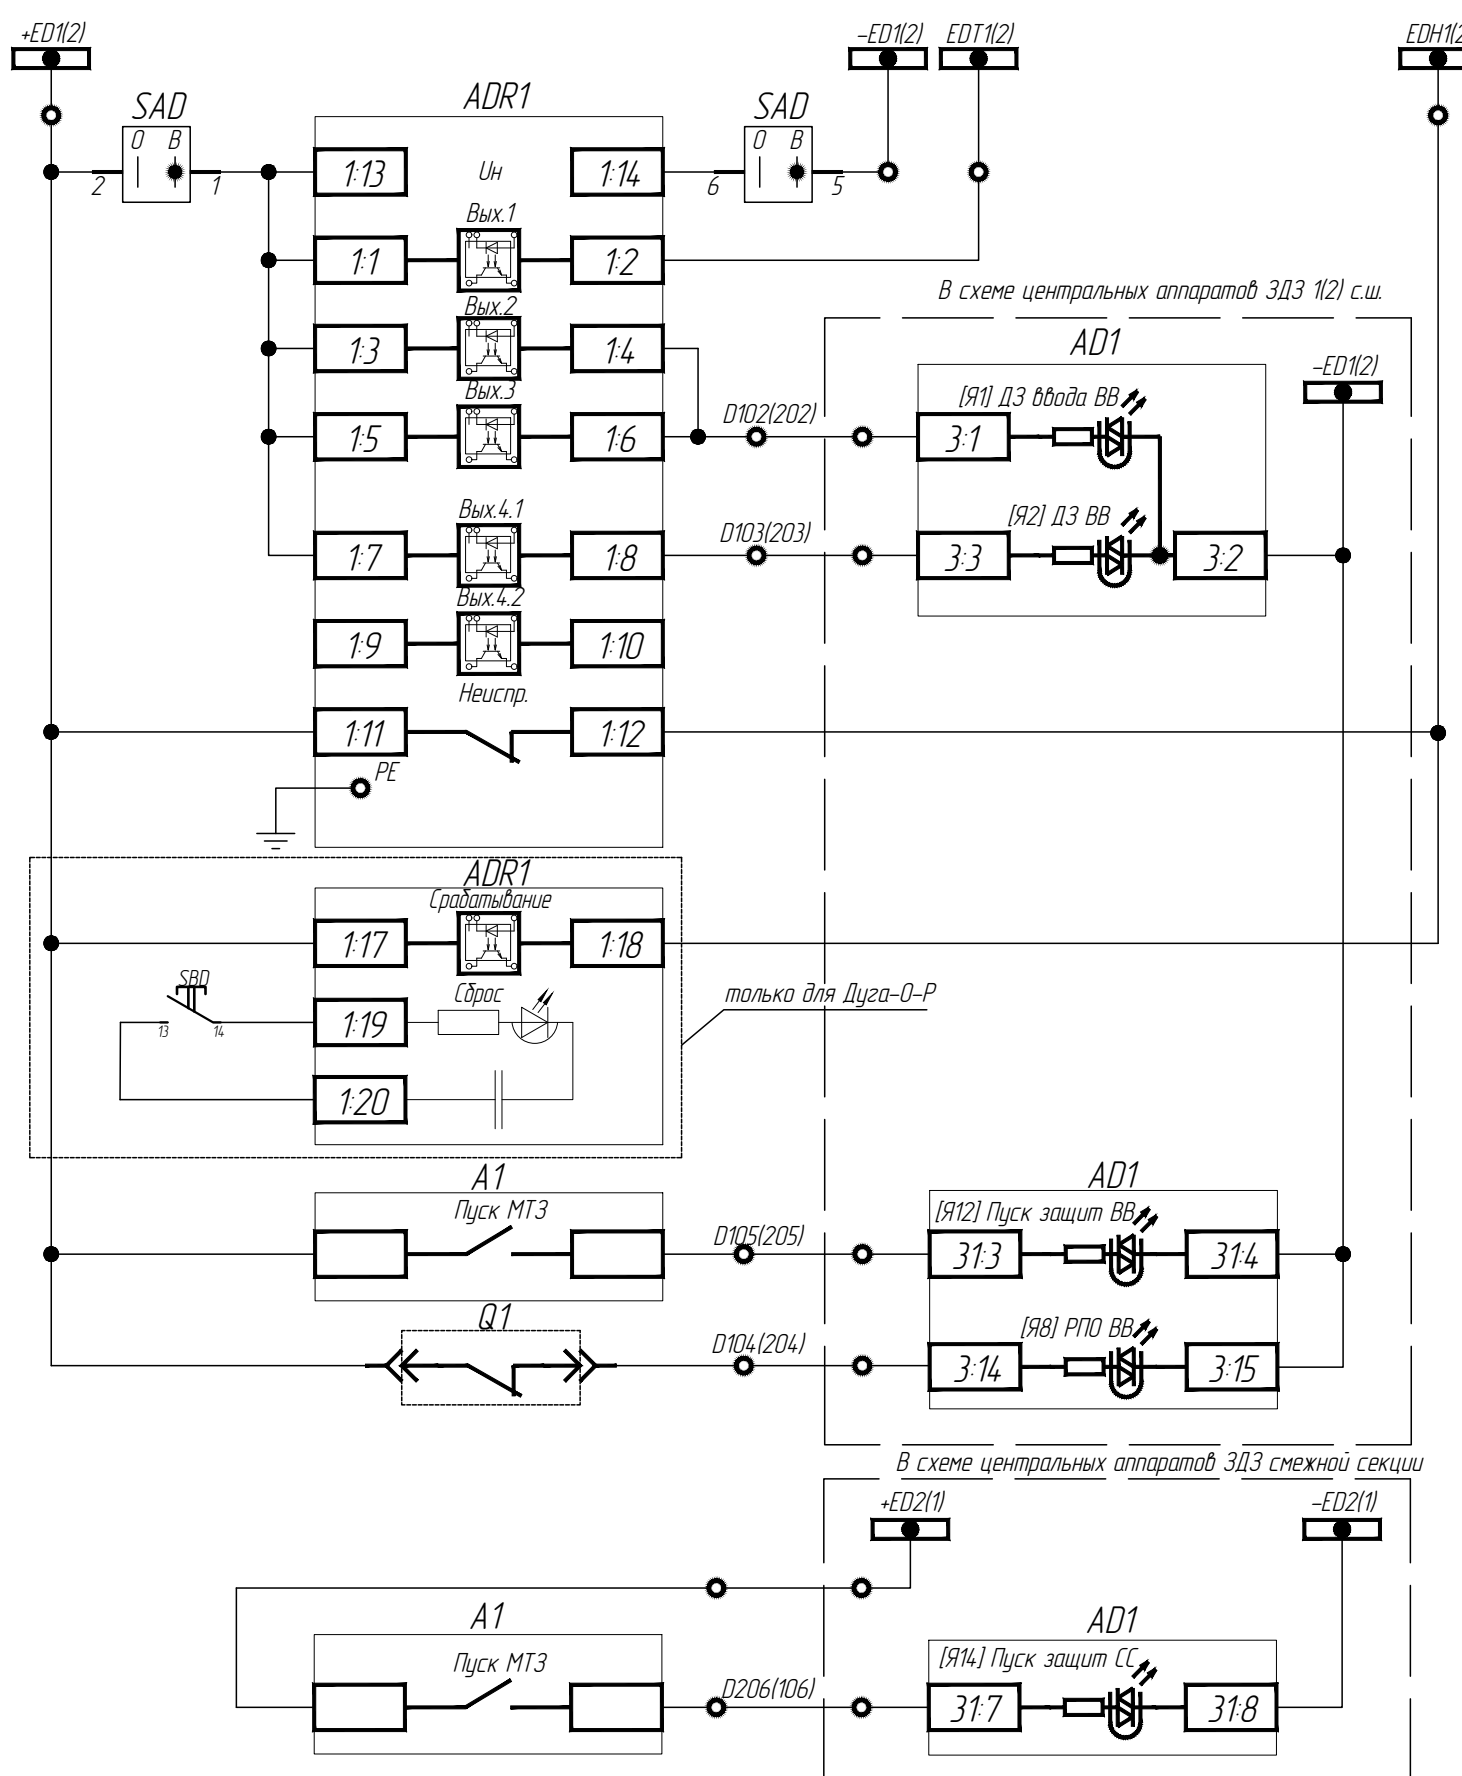 +ED1(2)
-ED1(2)
EDT1(2)
EDH1(2
SAD
ADR1
SAD
O B
O B
1:13
Uн
1:14
2
1
6
5
Вых.1
1:1
1:2
Вых.2
В схеме центральных аппаратов ЗДЗ 1(2) с.ш.
1:3
1:4
AD1
-ED1(2)
Вых.3
[Я1] ДЗ ввода ВВ
D102(202)
1:5
1:6
3:1
Вых.4.1
[Я2] ДЗ ВВ
D103(203)
1:7
1:8
3:3
3:2
Вых.4.2
1:9
1:10
Неиспр.
1:11
1:12
PE
ADR1
Срабатывание
1:17
1:18
SBD
Сброс
только для Дуга-О-Р
13
14
1:19
1:20
A1
AD1
Пуск МТЗ
[Я12] Пуск защит ВВ
D105(205)
31:3
31:4
Q1
[Я8] РПО ВВ
D104(204)
3:14
3:15
В схеме центральных аппаратов ЗДЗ смежной секции
+ED2(1)
-ED2(1)
A1
AD1
Пуск МТЗ
[Я14] Пуск защит СС
D206(106)
31:7
31:8